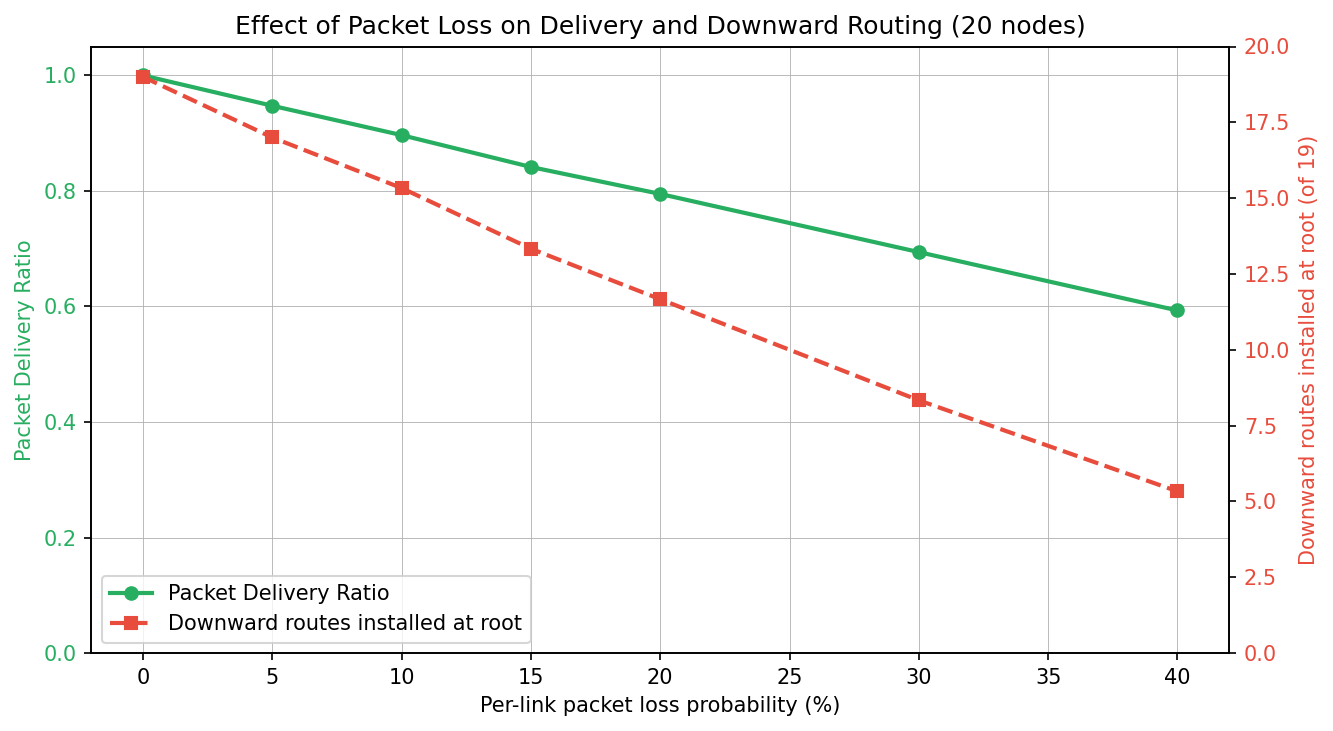 Effect of Packet Loss on Delivery and Downward Routing (20 nodes)
Packet Delivery Ratio
1.0
0.8
0.6
0.4
0.2
0.0
20.0
17.5
15.0
12.5
10.0
7.5
5.0
2.5
0.0
Downward routes installed at root (of 19)
Packet Delivery Ratio
Downward routes installed at root
0 5 10 15 20 25 30 35 40
Per-link packet loss probability (%)